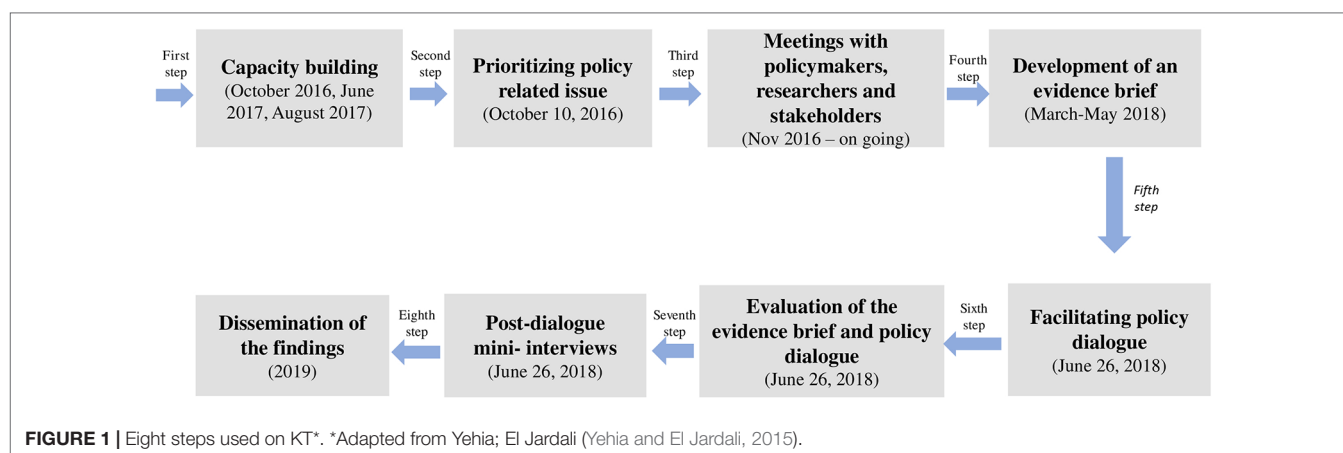 First
step
Capacity building
(October 2016, June
2017, August 2017)
Second
step
Prioritizing policy
related issue
(October 10, 2016)
Third
step
Meetings with
policymakers,
researchers and
stakeholders
(Nov 2016 – on going)
Fourth
step
Development of an
evidence brief
(March-May 2018)
Fifth
step
Facilitating policy
dialogue
(June 26, 2018)
Sixth
step
Evaluation of the
evidence brief and policy
dialogue
(June 26, 2018)
Seventh
step
Post-dialogue
mini- interviews
(June 26, 2018)
Eighth
step
Dissemination of
the findings
(2019)
FIGURE 1 | Eight steps used on KT*. *Adapted from Yehia; El Jardali (Yehia and El Jardali, 2015).